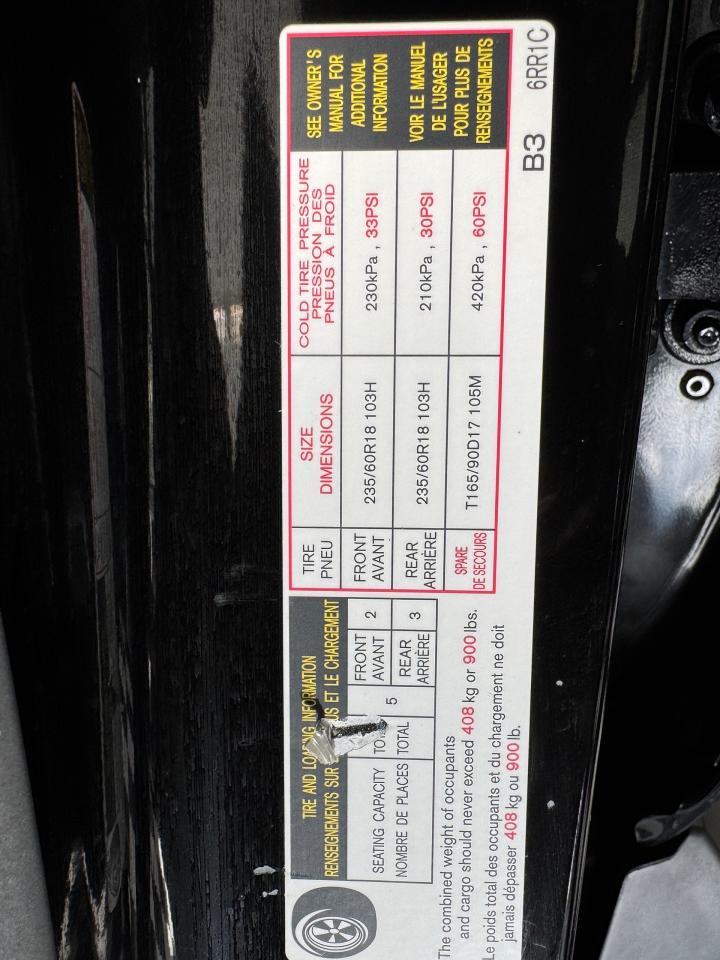 TIRE AND LOADING INFORMATION
RENSEIGNEMENTS SUR US ET LE CHARGEMENT
SEATING CAPACITY
NOMBRE DE PLACES
TOTAL
5
FRONT
AVANT
2
REAR
ARRIÈRE
3
The combined weight of occupants
and cargo should never exceed 408 kg or 900 lbs.
Le poids total des occupants et du chargement ne doit
jamais dépasser 408 kg ou 900 lb.
TIRE
PNEU
SIZE
DIMENSIONS
COLD TIRE PRESSURE
PRESSION DES
PNEUS À FROID
FRONT
AVANT
235/60R18 103H
230kPa , 33PSI
REAR
ARRIÈRE
235/60R18 103H
210kPa , 30PSI
SPARE
DE SECOURS
T165/90D17 105M
420kPa , 60PSI
SEE OWNER'S
MANUAL FOR
ADDITIONAL
INFORMATION
VOIR LE MANUEL
DE L'USAGER
POUR PLUS DE
RENSEIGNEMENTS
B3 6RR1C